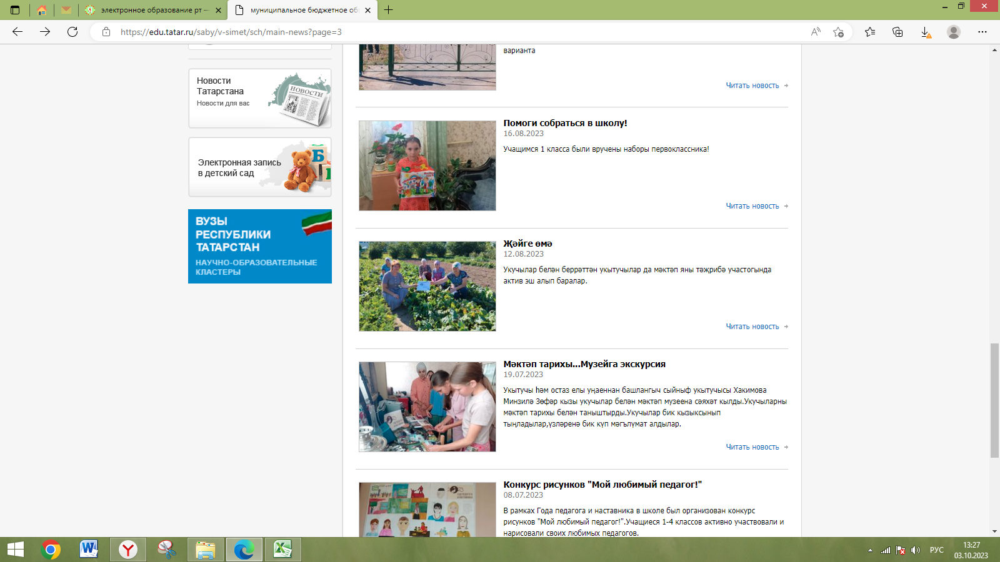 электронное образование рт —
муниципальное бюджетное об
https://edu.tatar.ru/saby/v-simet/sch/main-news?page=3
Новости
Татарстана
Новости для вас
НОВОСТИ
Электронная запись
в детский сад
Б
ВУЗЫ
РЕСПУБЛИКИ
ТАТАРСТАН
НАУЧНО-ОБРАЗОВАТЕЛЬНЫЕ
КЛАСТЕРЫ
варианта
Читать новость
Помоги собраться в школу!
16.08.2023
Учащимся 1 класса были вручены наборы первоклассника!
Читать новость
Җәйге өмә
12.08.2023
Укучылар белән беррәттән укытучылар да мәктәп яны тәҗрибә участогында
актив эш алып баралар.
Читать новость
Мәктәп тарихы...Музейга экскурсия
19.07.2023
Укытучы һәм остаз елы уңаеннан башлангыч сыйныф укытучысы Хакимова
Минзилә Зөфәр кызы укучылар белән мәктәп музеена сәяхәт кылды.Укучыларны
мәктәп тарихы белән таныштырды.Укучылар бик кызыксынып
тыңладылар,үзләренә бик күп мәгълүмат алдылар.
Читать новость
Конкурс рисунков "Мой любимый педагог!"
08.07.2023
В рамках Года педагога и наставника в школе был организован конкурс
рисунков "Мой любимый педагог!".Учащиеся 1-4 классов активно участвовали и
нарисовали своих любимых педагогов.
РУС
13:27
03.10.2023